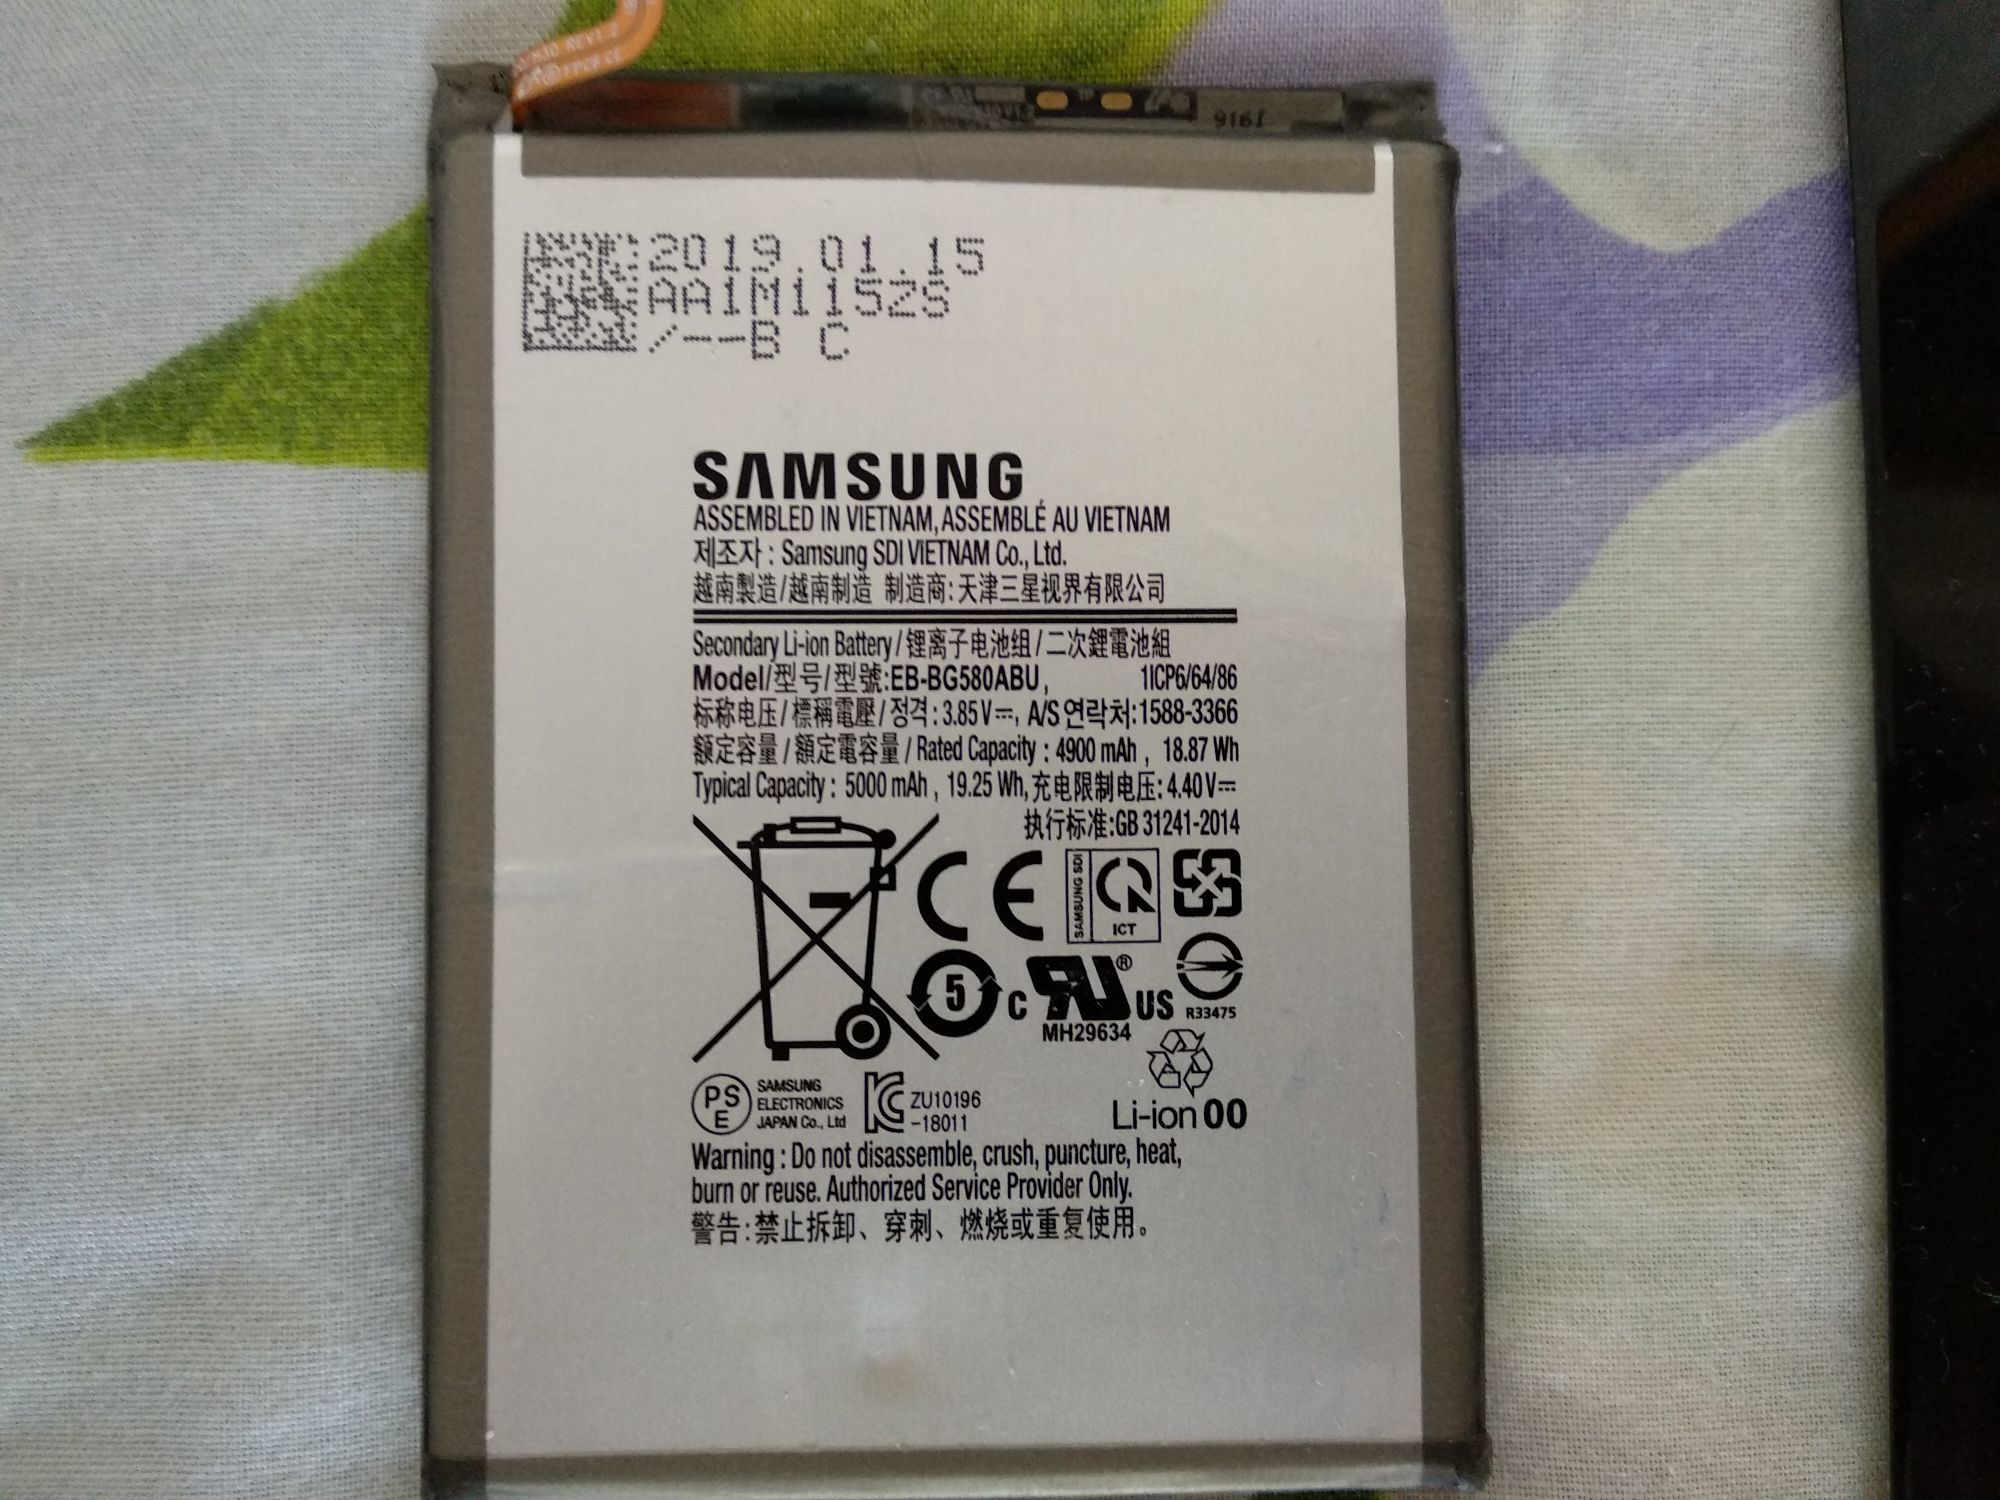 2019.01.15
AA1M1152S
/--B C
SAMSUNG
ASSEMBLED IN VIETNAM, ASSEMBLÉ AU VIETNAM
제조자 : Samsung SDI VIETNAM Co., Ltd.
越南製造/越南制造 制造商:天津三星视界有限公司
Secondary Li-ion Battery/锂离子电池组/二次鋰電池組
Model/型号/型號:EB-BG580ABU, 1ICP6/64/86
标称电压/標稱電壓/정격 : 3.85V⎓, A/S 연락처:1588-3366
额定容量/額定電容量/Rated Capacity : 4900 mAh , 18.87 Wh
Typical Capacity : 5000 mAh , 19.25 Wh, 充电限制电压: 4.40V⎓
执行标准:GB 31241-2014
CE
SAMSUNG SDI
ICT
5
c RU® US
MH29634
R33475
PSE
SAMSUNG
ELECTRONICS
JAPAN Co., Ltd
KC
ZU10196
-18011
Li-ion 00
Warning : Do not disassemble, crush, puncture, heat,
burn or reuse. Authorized Service Provider Only.
警告:禁止拆卸、穿刺、燃烧或重复使用。